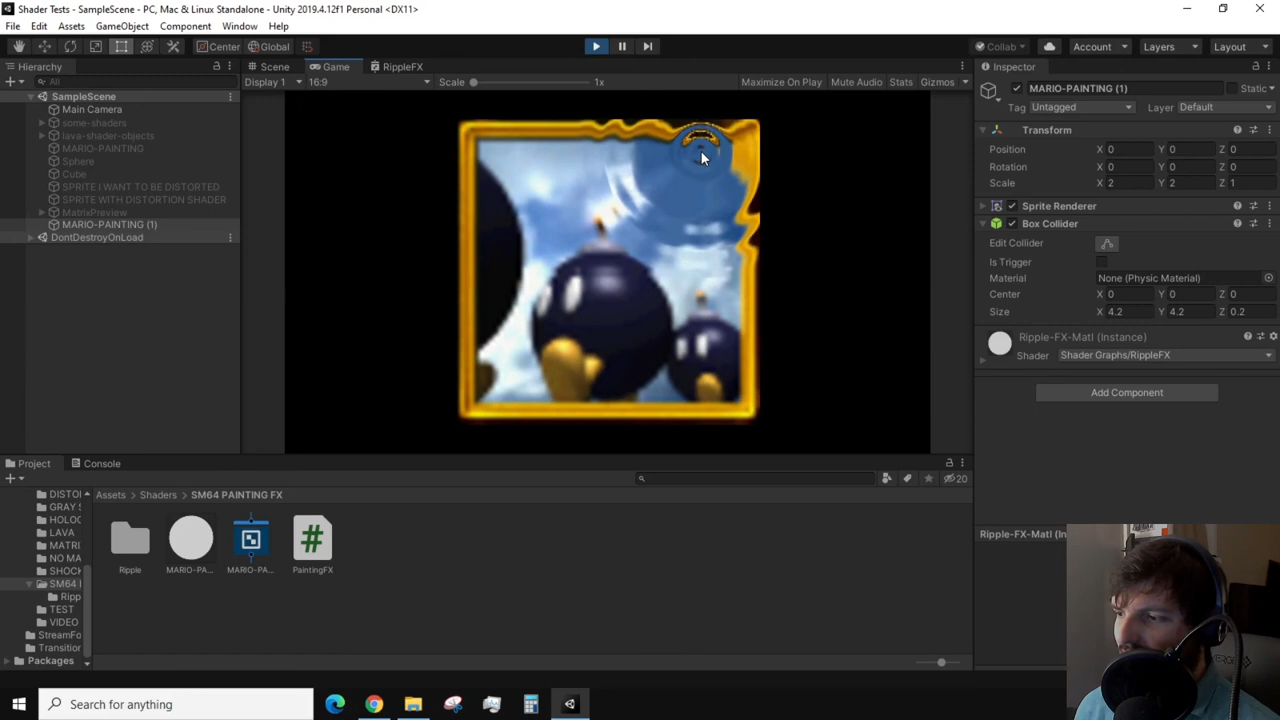 Shader Tests - SampleScene - PC, Mac & Linux Standalone - Unity 2019.4.12f1 Personal <DX11>
File Edit Assets GameObject Component Window Help
Center Global Collab Account Layers Layout
Hierarchy
All
SampleScene
Main Camera
some-shaders
lava-shader-objects
MARIO-PAINTING
Sphere
Cube
SPRITE I WANT TO BE DISTORTED
SPRITE WITH DISTORTION SHADER
MatrixPreview
MARIO-PAINTING (1)
DontDestroyOnLoad
Scene Game RippleFX
Display 1 16:9 Scale 1x Maximize On Play Mute Audio Stats Gizmos
Inspector
MARIO-PAINTING (1) Static
Tag Untagged Layer Default
Transform
Position X 0 Y 0 Z 0
Rotation X 0 Y 0 Z 0
Scale X 2 Y 2 Z 1
Sprite Renderer
Box Collider
Edit Collider
Is Trigger
Material None (Physic Material)
Center X 0 Y 0 Z 0
Size X 4.2 Y 4.2 Z 0.2
Ripple-FX-Matl (Instance)
Shader Shader Graphs/RippleFX
Add Component
Ripple-FX-Matl (In
Project Console
20
DISTOI
GRAY S
HOLOG
LAVA
MATRI
NO MA
SHOCK
SM64 I
Ripp
TEST
VIDEO
StreamFo
Transition
Packages
Assets Shaders SM64 PAINTING FX
Ripple MARIO-PA... MARIO-PA... PaintingFX
Search for anything